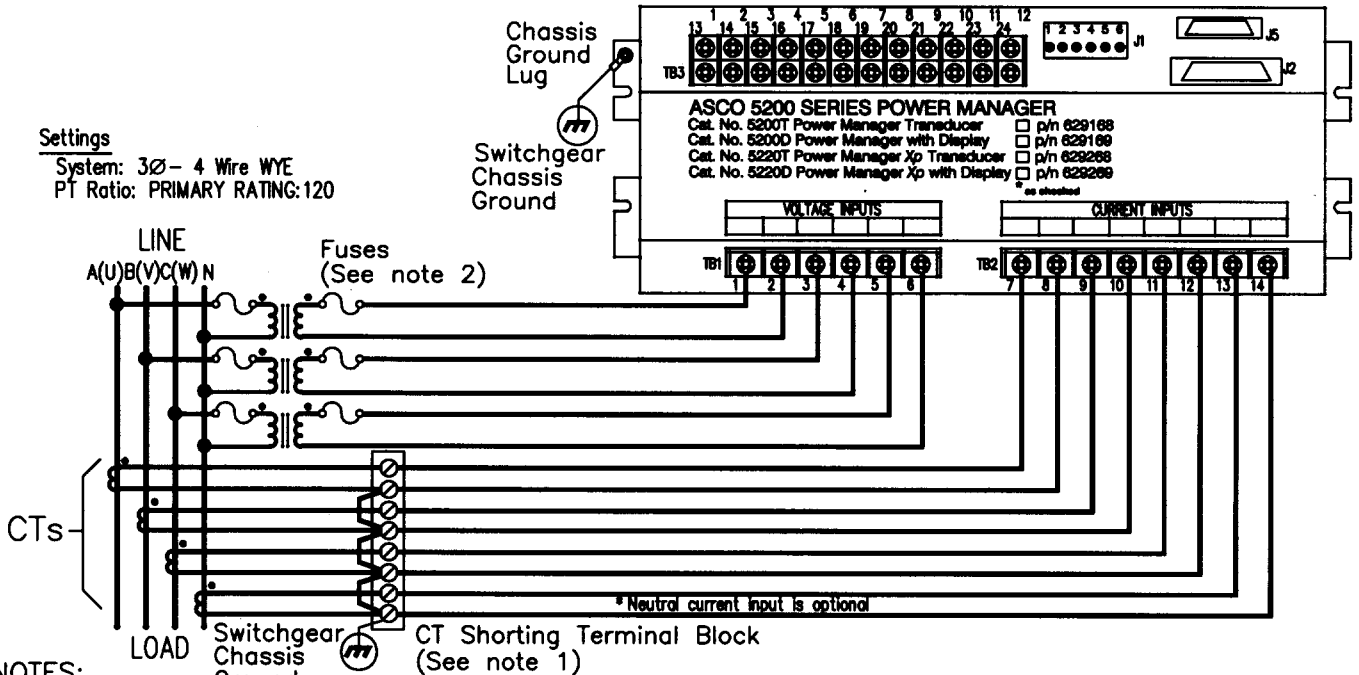 Chassis
Ground
Lug
1 2 3 4 5 6 7 8 9 10 11 12
13 14 15 16 17 18 19 20 21 22 23 24
TB3
1 2 3 4 5 6
J1
J5
J2
ASCO 5200 SERIES POWER MANAGER
Cat. No. 5200T Power Manager Transducer p/n 629168
Cat. No. 5200D Power Manager with Display p/n 629169
Cat. No. 5220T Power Manager Xp Transducer p/n 629268
Cat. No. 5220D Power Manager Xp with Display p/n 629269
* as checked
Switchgear
Chassis
Ground
Settings
System: 3Ø- 4 Wire WYE
PT Ratio: PRIMARY RATING:120
VOLTAGE INPUTS
CURRENT INPUTS
LINE
A(U)B(V)C(W) N
Fuses
(See note 2)
TB1
1 2 3 4 5 6
TB2
7 8 9 10 11 12 13 14
CTs
* Neutral current input is optional
LOAD
Switchgear
Chassis
CT Shorting Terminal Block
(See note 1)
NOTES: